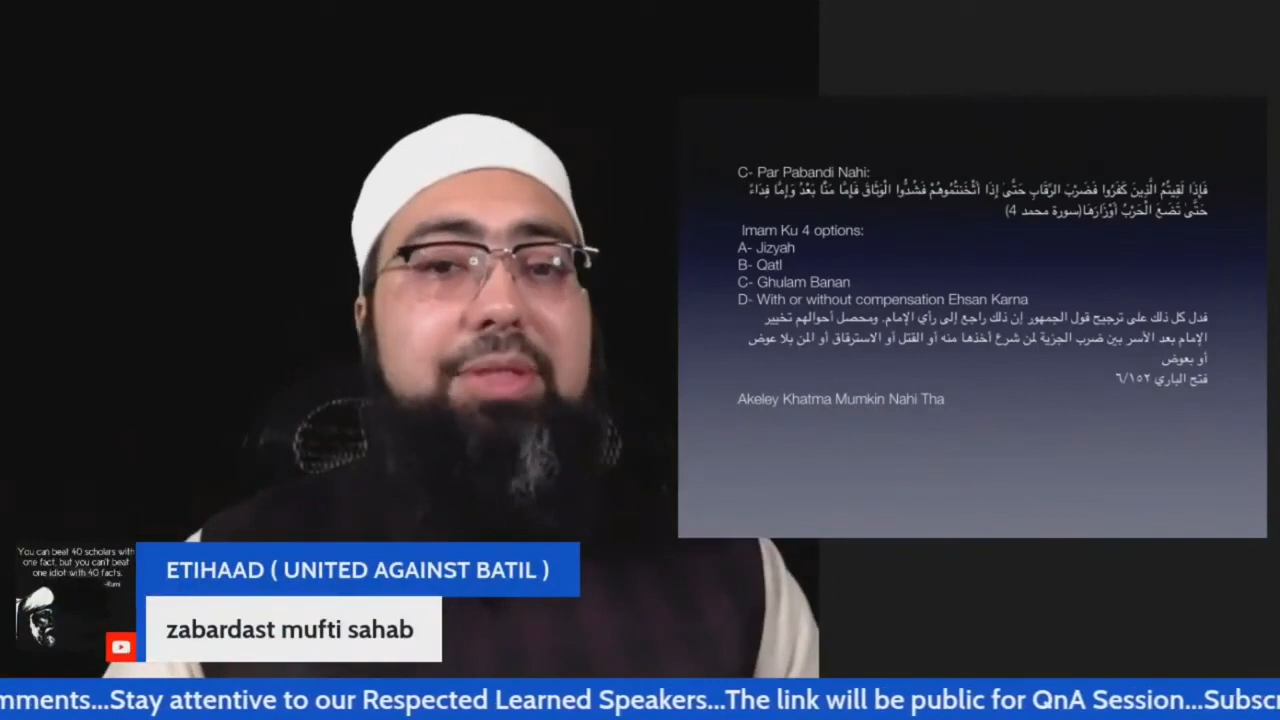 C- Par Pabandi Nahi:
فَإِذَا لَقِيتُمُ الَّذِينَ كَفَرُوا فَضَرْبَ الرِّقَابِ حَتَّىٰ إِذَا أَثْخَنتُمُوهُمْ فَشُدُّوا الْوَثَاقَ فَإِمَّا مَنًّا بَعْدُ وَإِمَّا فِدَاءً
حَتَّىٰ تَضَعَ الْحَرْبُ أَوْزَارَهَا(سورة محمد 4)
Imam Ku 4 options:
A- Jizyah
B- Qatl
C- Ghulam Banan
D- With or without compensation Ehsan Karna
فدل كل ذلك على ترجيح قول الجمهور إن ذلك راجع إلى رأي الإمام. ومحصل أحوالهم تخيير
الإمام بعد الأسر بين ضرب الجزية لمن شرع أخذها منه أو القتل أو الاسترقاق أو المن بلا عوض
أو بعوض
فتح الباري ٦/١٥٢
Akeley Khatma Mumkin Nahi Tha
You can beat 40 scholars with
one fact, but you can't beat
one idiot with 40 facts.
-Rumi
ETIHAAD ( UNITED AGAINST BATIL )
zabardast mufti sahab
mments...Stay attentive to our Respected Learned Speakers...The link will be public for QnA Session...Subsc